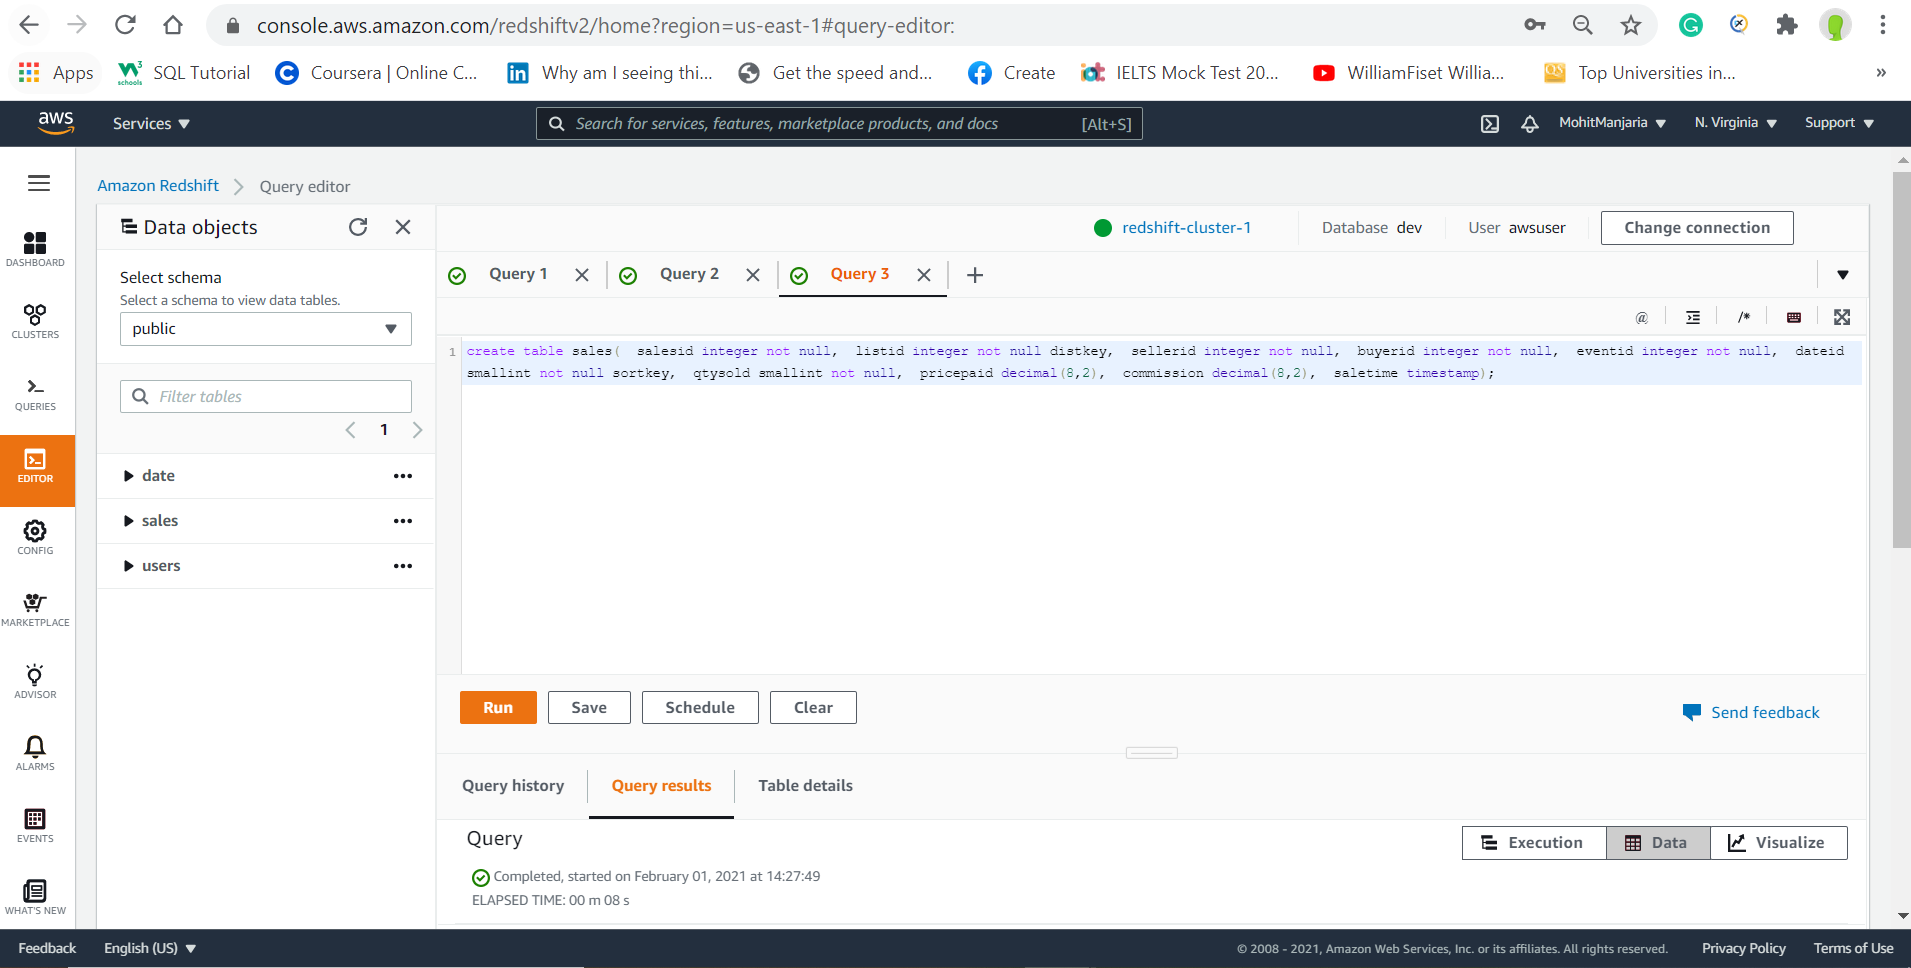 console.aws.amazon.com/redshiftv2/home?region=us-east-1#query-editor:
Apps
W3 schools SQL Tutorial
C Coursera | Online C...
in Why am I seeing thi...
Get the speed and...
Create
iot IELTS Mock Test 20...
WilliamFiset Willia...
QS Top Universities in...
»
aws
Services
Search for services, features, marketplace products, and docs [Alt+S]
MohitManjaria
N. Virginia
Support
DASHBOARD
CLUSTERS
QUERIES
EDITOR
CONFIG
MARKETPLACE
ADVISOR
ALARMS
EVENTS
WHAT'S NEW
Amazon Redshift > Query editor
Data objects
Select schema
Select a schema to view data tables.
public
Filter tables
1
date
sales
users
redshift-cluster-1
Database dev
User awsuser
Change connection
Query 1
Query 2
Query 3
@
/*
1 create table sales( salesid integer not null, listid integer not null distkey, sellerid integer not null, buyerid integer not null, eventid integer not null, dateid
smallint not null sortkey, qtysold smallint not null, pricepaid decimal(8,2), commission decimal(8,2), saletime timestamp);
Run
Save
Schedule
Clear
Send feedback
Query history
Query results
Table details
Query
Execution
Data
Visualize
Completed, started on February 01, 2021 at 14:27:49
ELAPSED TIME: 00 m 08 s
Feedback
English (US)
© 2008 - 2021, Amazon Web Services, Inc. or its affiliates. All rights reserved.
Privacy Policy
Terms of Use